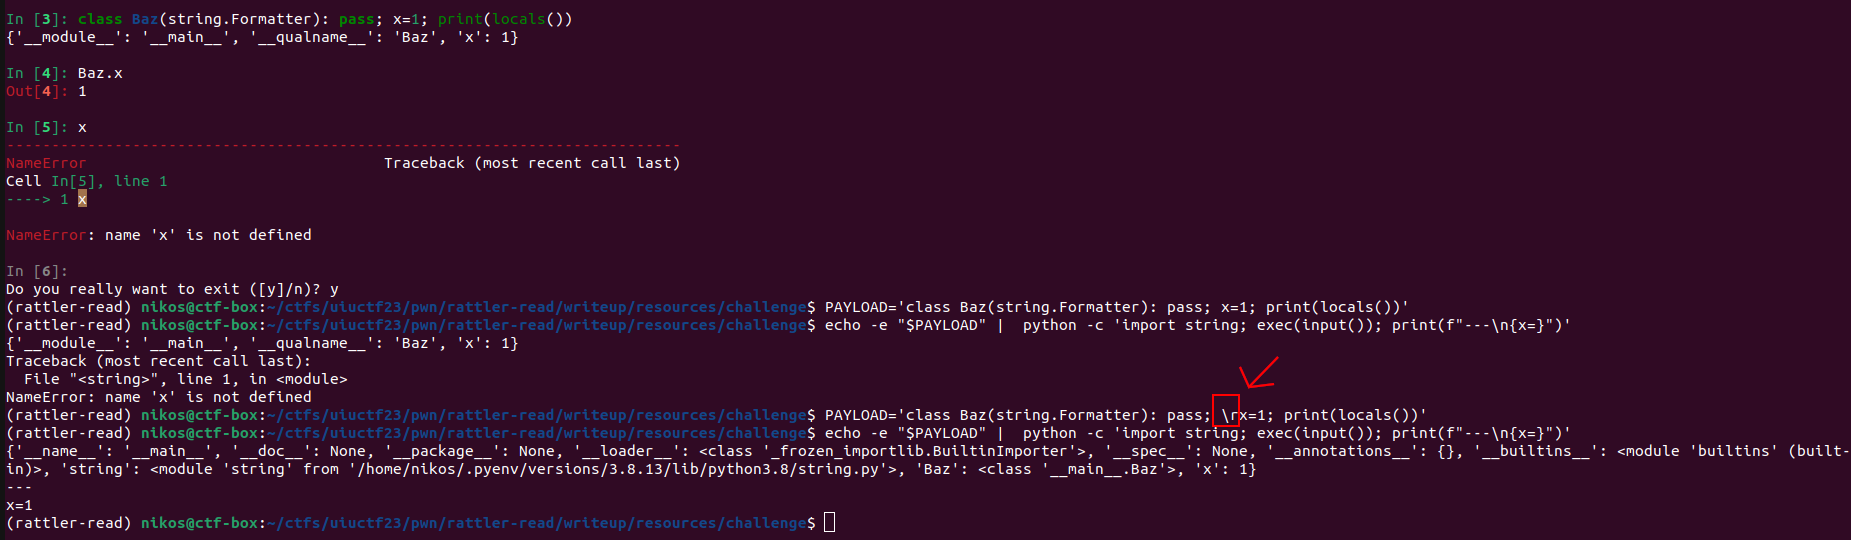 In [3]: class Baz(string.Formatter): pass; x=1; print(locals())
{'__module__': '__main__', '__qualname__': 'Baz', 'x': 1}
In [4]: Baz.x
Out[4]: 1
In [5]: x
---------------------------------------------------------------------------
NameError                                 Traceback (most recent call last)
Cell In[5], line 1
----> 1 x
NameError: name 'x' is not defined
In [6]:
Do you really want to exit ([y]/n)? y
(rattler-read) nikos@ctf-box:~/ctfs/uiuctf23/pwn/rattler-read/writeup/resources/challenge$ PAYLOAD='class Baz(string.Formatter): pass; x=1; print(locals())'
(rattler-read) nikos@ctf-box:~/ctfs/uiuctf23/pwn/rattler-read/writeup/resources/challenge$ echo -e "$PAYLOAD" |  python -c 'import string; exec(input()); print(f"---\n{x=}")'
{'__module__': '__main__', '__qualname__': 'Baz', 'x': 1}
Traceback (most recent call last):
  File "<string>", line 1, in <module>
NameError: name 'x' is not defined
(rattler-read) nikos@ctf-box:~/ctfs/uiuctf23/pwn/rattler-read/writeup/resources/challenge$ PAYLOAD='class Baz(string.Formatter): pass; \rx=1; print(locals())'
(rattler-read) nikos@ctf-box:~/ctfs/uiuctf23/pwn/rattler-read/writeup/resources/challenge$ echo -e "$PAYLOAD" |  python -c 'import string; exec(input()); print(f"---\n{x=}")'
{'__name__': '__main__', '__doc__': None, '__package__': None, '__loader__': <class '_frozen_importlib.BuiltinImporter'>, '__spec__': None, '__annotations__': {}, '__builtins__': <module 'builtins' (built-
in)>, 'string': <module 'string' from '/home/nikos/.pyenv/versions/3.8.13/lib/python3.8/string.py'>, 'Baz': <class '__main__.Baz'>, 'x': 1}
---
x=1
(rattler-read) nikos@ctf-box:~/ctfs/uiuctf23/pwn/rattler-read/writeup/resources/challenge$